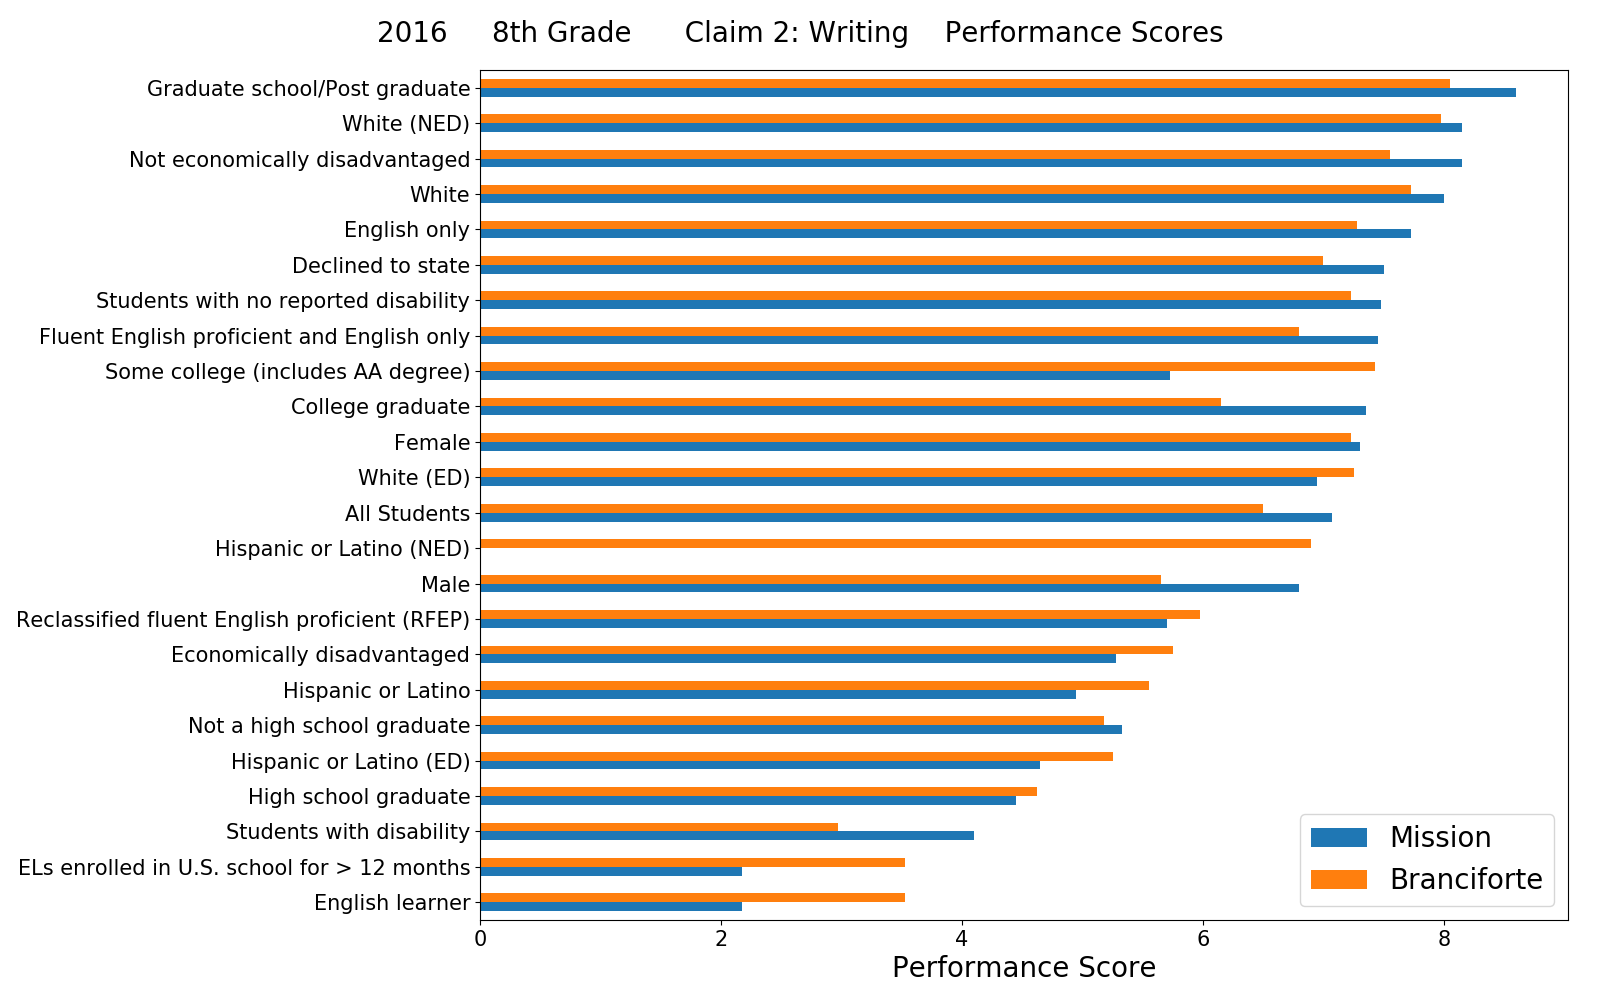 2016 8th Grade Claim 2: Writing Performance Scores
Graduate school/Post graduate
White (NED)
Not economically disadvantaged
White
English only
Declined to state
Students with no reported disability
Fluent English proficient and English only
Some college (includes AA degree)
College graduate
Female
White (ED)
All Students
Hispanic or Latino (NED)
Male
Reclassified fluent English proficient (RFEP)
Economically disadvantaged
Hispanic or Latino
Not a high school graduate
Hispanic or Latino (ED)
High school graduate
Students with disability
ELs enrolled in U.S. school for > 12 months
English learner
Mission
Branciforte
0 2 4 6 8
Performance Score